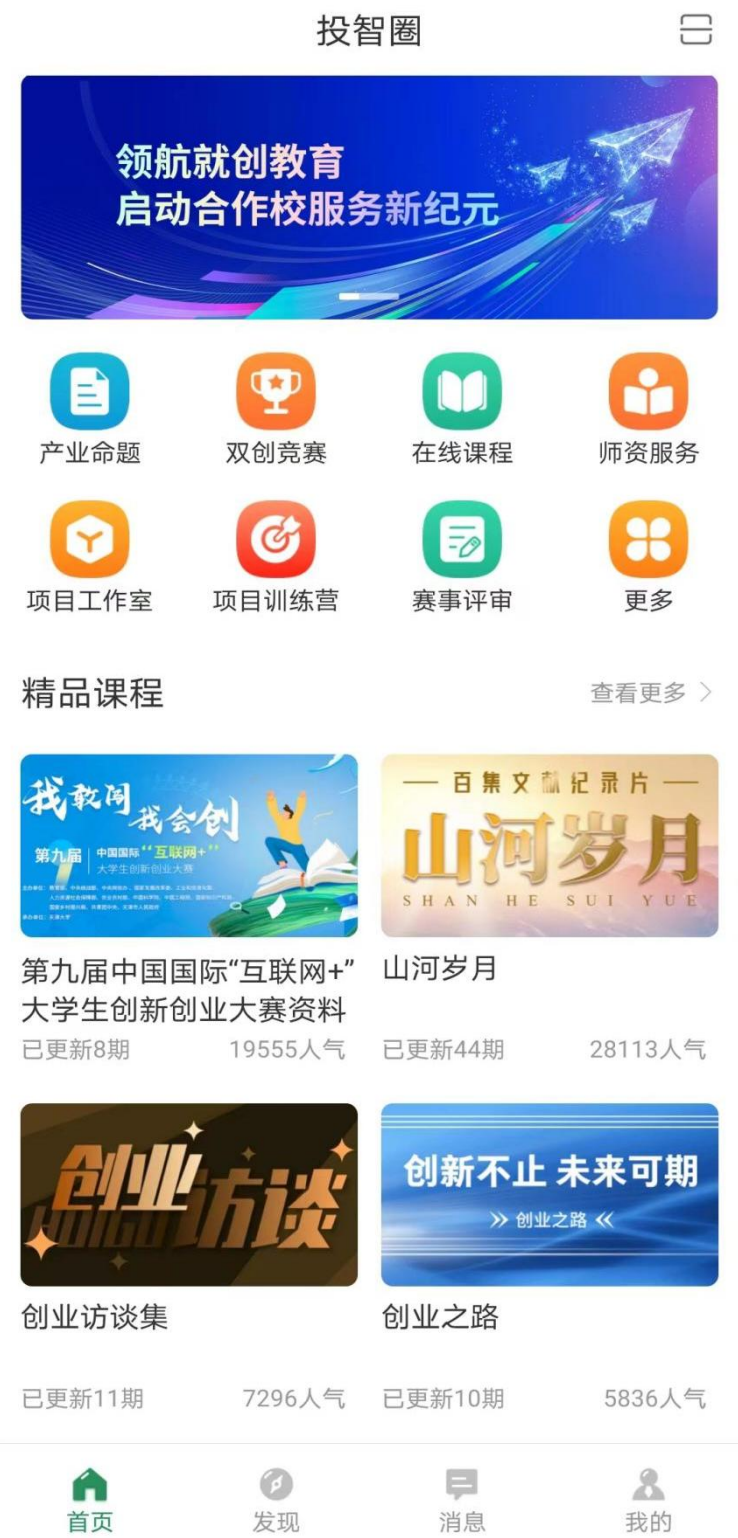 投智圈
领航就创教育
启动合作校服务新纪元
产业命题
双创竞赛
在线课程
师资服务
项目工作室
项目训练营
赛事评审
更多
精品课程
查看更多
我敢闯
我会创
第九届
中国国际“互联网+”
大学生创新创业大赛
百集文献纪录片
山河岁月
SHAN HE SUI YUE
第九届中国国际“互联网+”
大学生创新创业大赛资料
山河岁月
已更新8期
19555人气
已更新44期
28113人气
创业访谈
创新不止 未来可期
创业之路
创业访谈集
创业之路
已更新11期
7296人气
已更新10期
5836人气
首页
发现
消息
我的